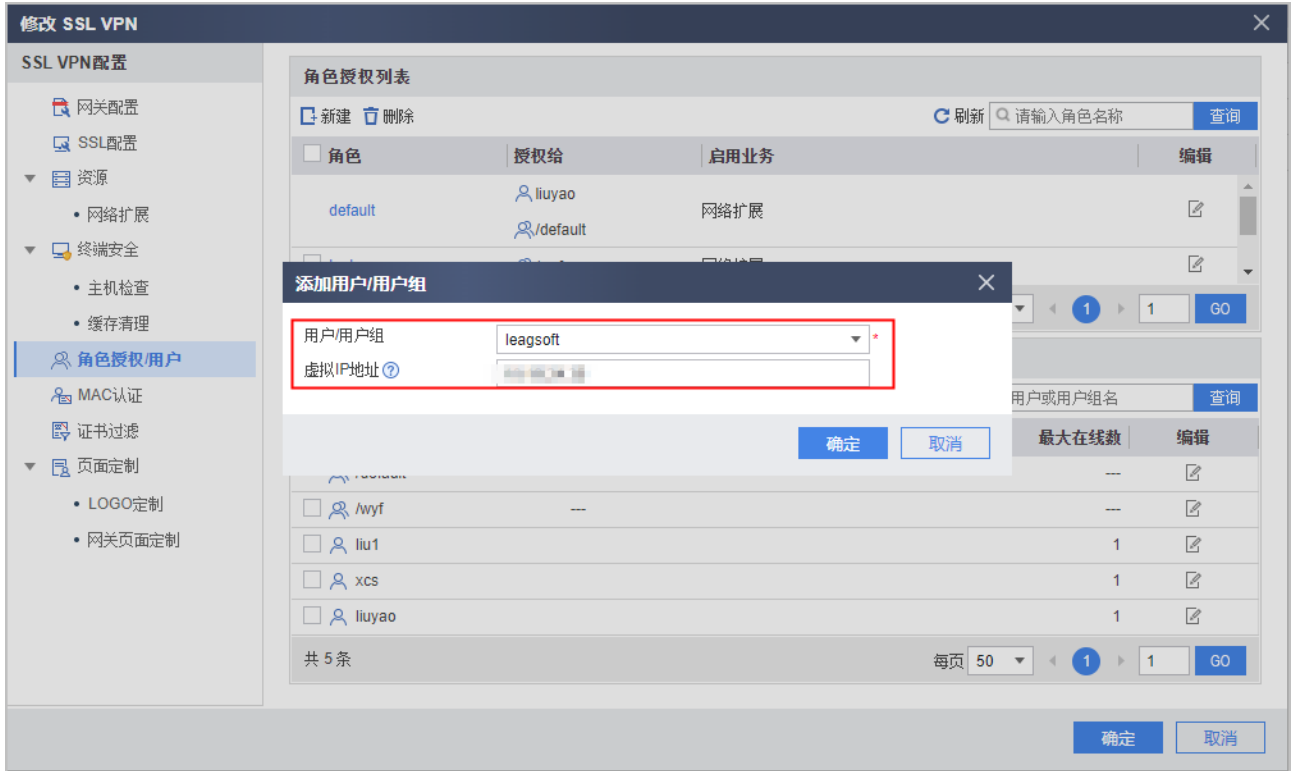 修改 SSL VPN
SSL VPN配置
网关配置
SSL配置
资源
网络扩展
终端安全
主机检查
缓存清理
角色授权/用户
MAC认证
证书过滤
页面定制
LOGO定制
网关页面定制
角色授权列表
新建 删除 刷新 请输入角色名称 查询
角色 授权给 启用业务 编辑
default liuyao 网络扩展
/default
添加用户/用户组
1 1 GO
用户/用户组 leagsoft *
虚拟IP地址
确定 取消
用户或用户组名 查询
最大在线数 编辑
---
/wyf --- ---
liu1 1
xcs 1
liuyao 1
共 5 条 每页 50 1 1 GO
确定 取消